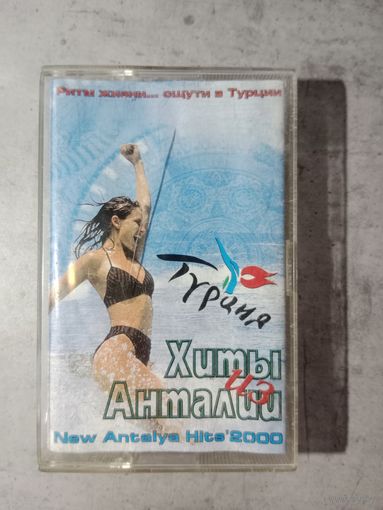 Ритм жизни... ощути в Турции
Турция
Хиты
из
Анталии
New Antalya Hits'2000